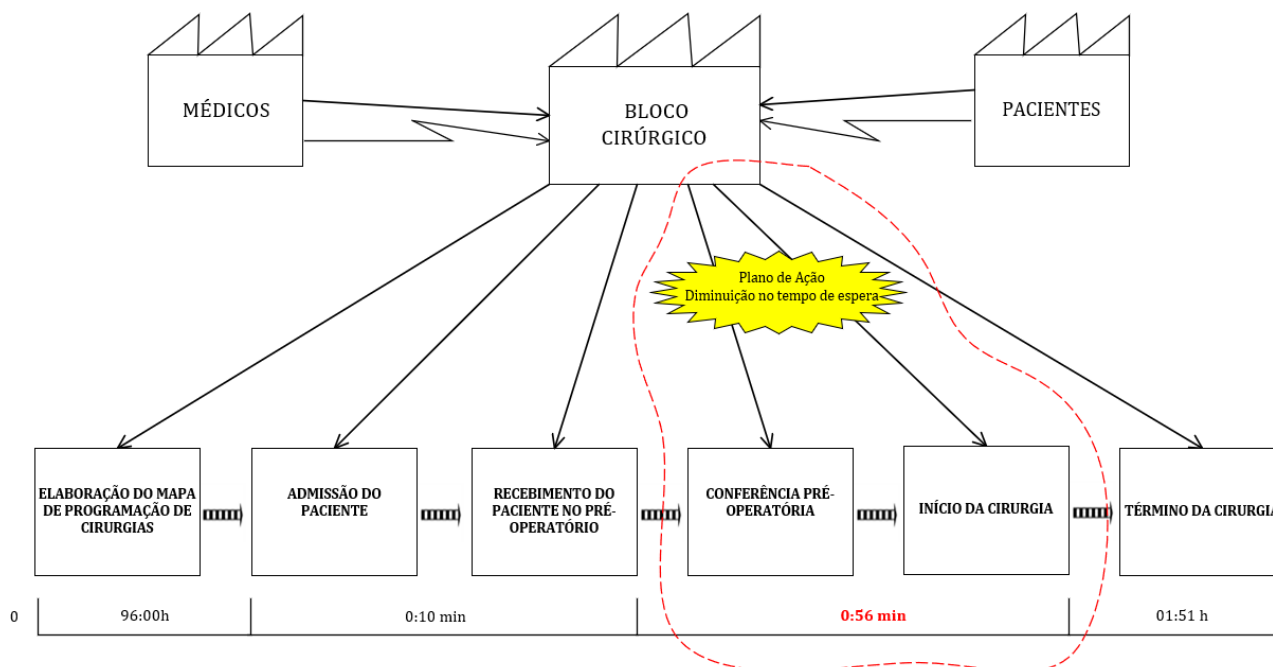 MÉDICOS
BLOCO
CIRÚRGICO
PACIENTES
Plano de Ação
Diminuição no tempo de espera
ELABORAÇÃO DO MAPA
DE PROGRAMAÇÃO DE
CIRURGIAS
ADMISSÃO DO
PACIENTE
RECEBIMENTO DO
PACIENTE NO PRÉ-
OPERATÓRIO
CONFERÊNCIA PRÉ-
OPERATÓRIA
INÍCIO DA CIRURGIA
TÉRMINO DA CIRURGIA
0
96:00h
0:10 min
0:56 min
01:51 h